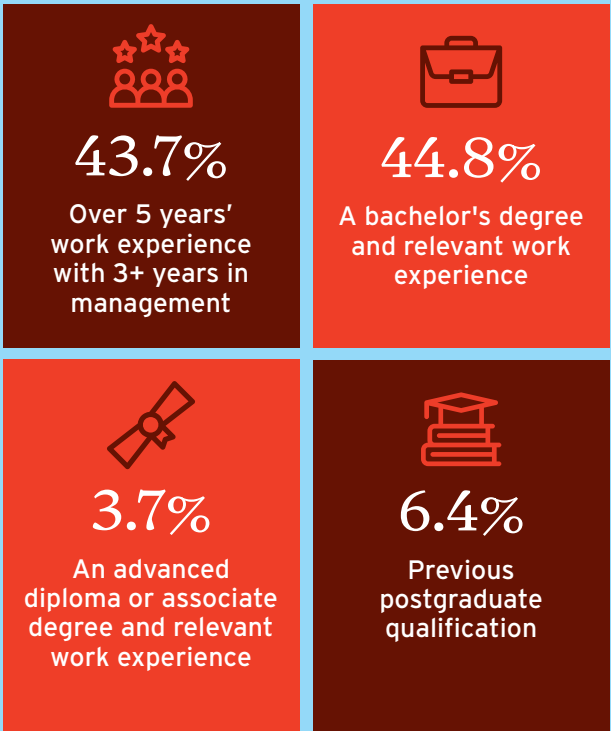 43.7%
Over 5 years’
work experience
with 3+ years in
management
44.8%
A bachelor's degree
and relevant work
experience
3.7%
An advanced
diploma or associate
degree and relevant
work experience
6.4%
Previous
postgraduate
qualification